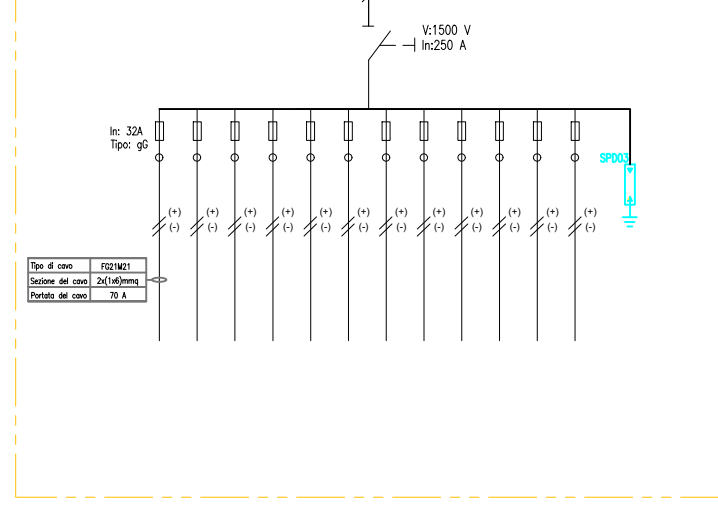 V:1500 V
In:250 A
In: 32A
Tipo: gG
SPD03
(+) (+) (+) (+) (+) (+) (+) (+) (+) (+) (+) (+)
(-) (-) (-) (-) (-) (-) (-) (-) (-) (-) (-) (-)
Tipo di cavo FG21M21
Sezione del cavo 2x(1x6)mmq
Portata del cavo 70 A